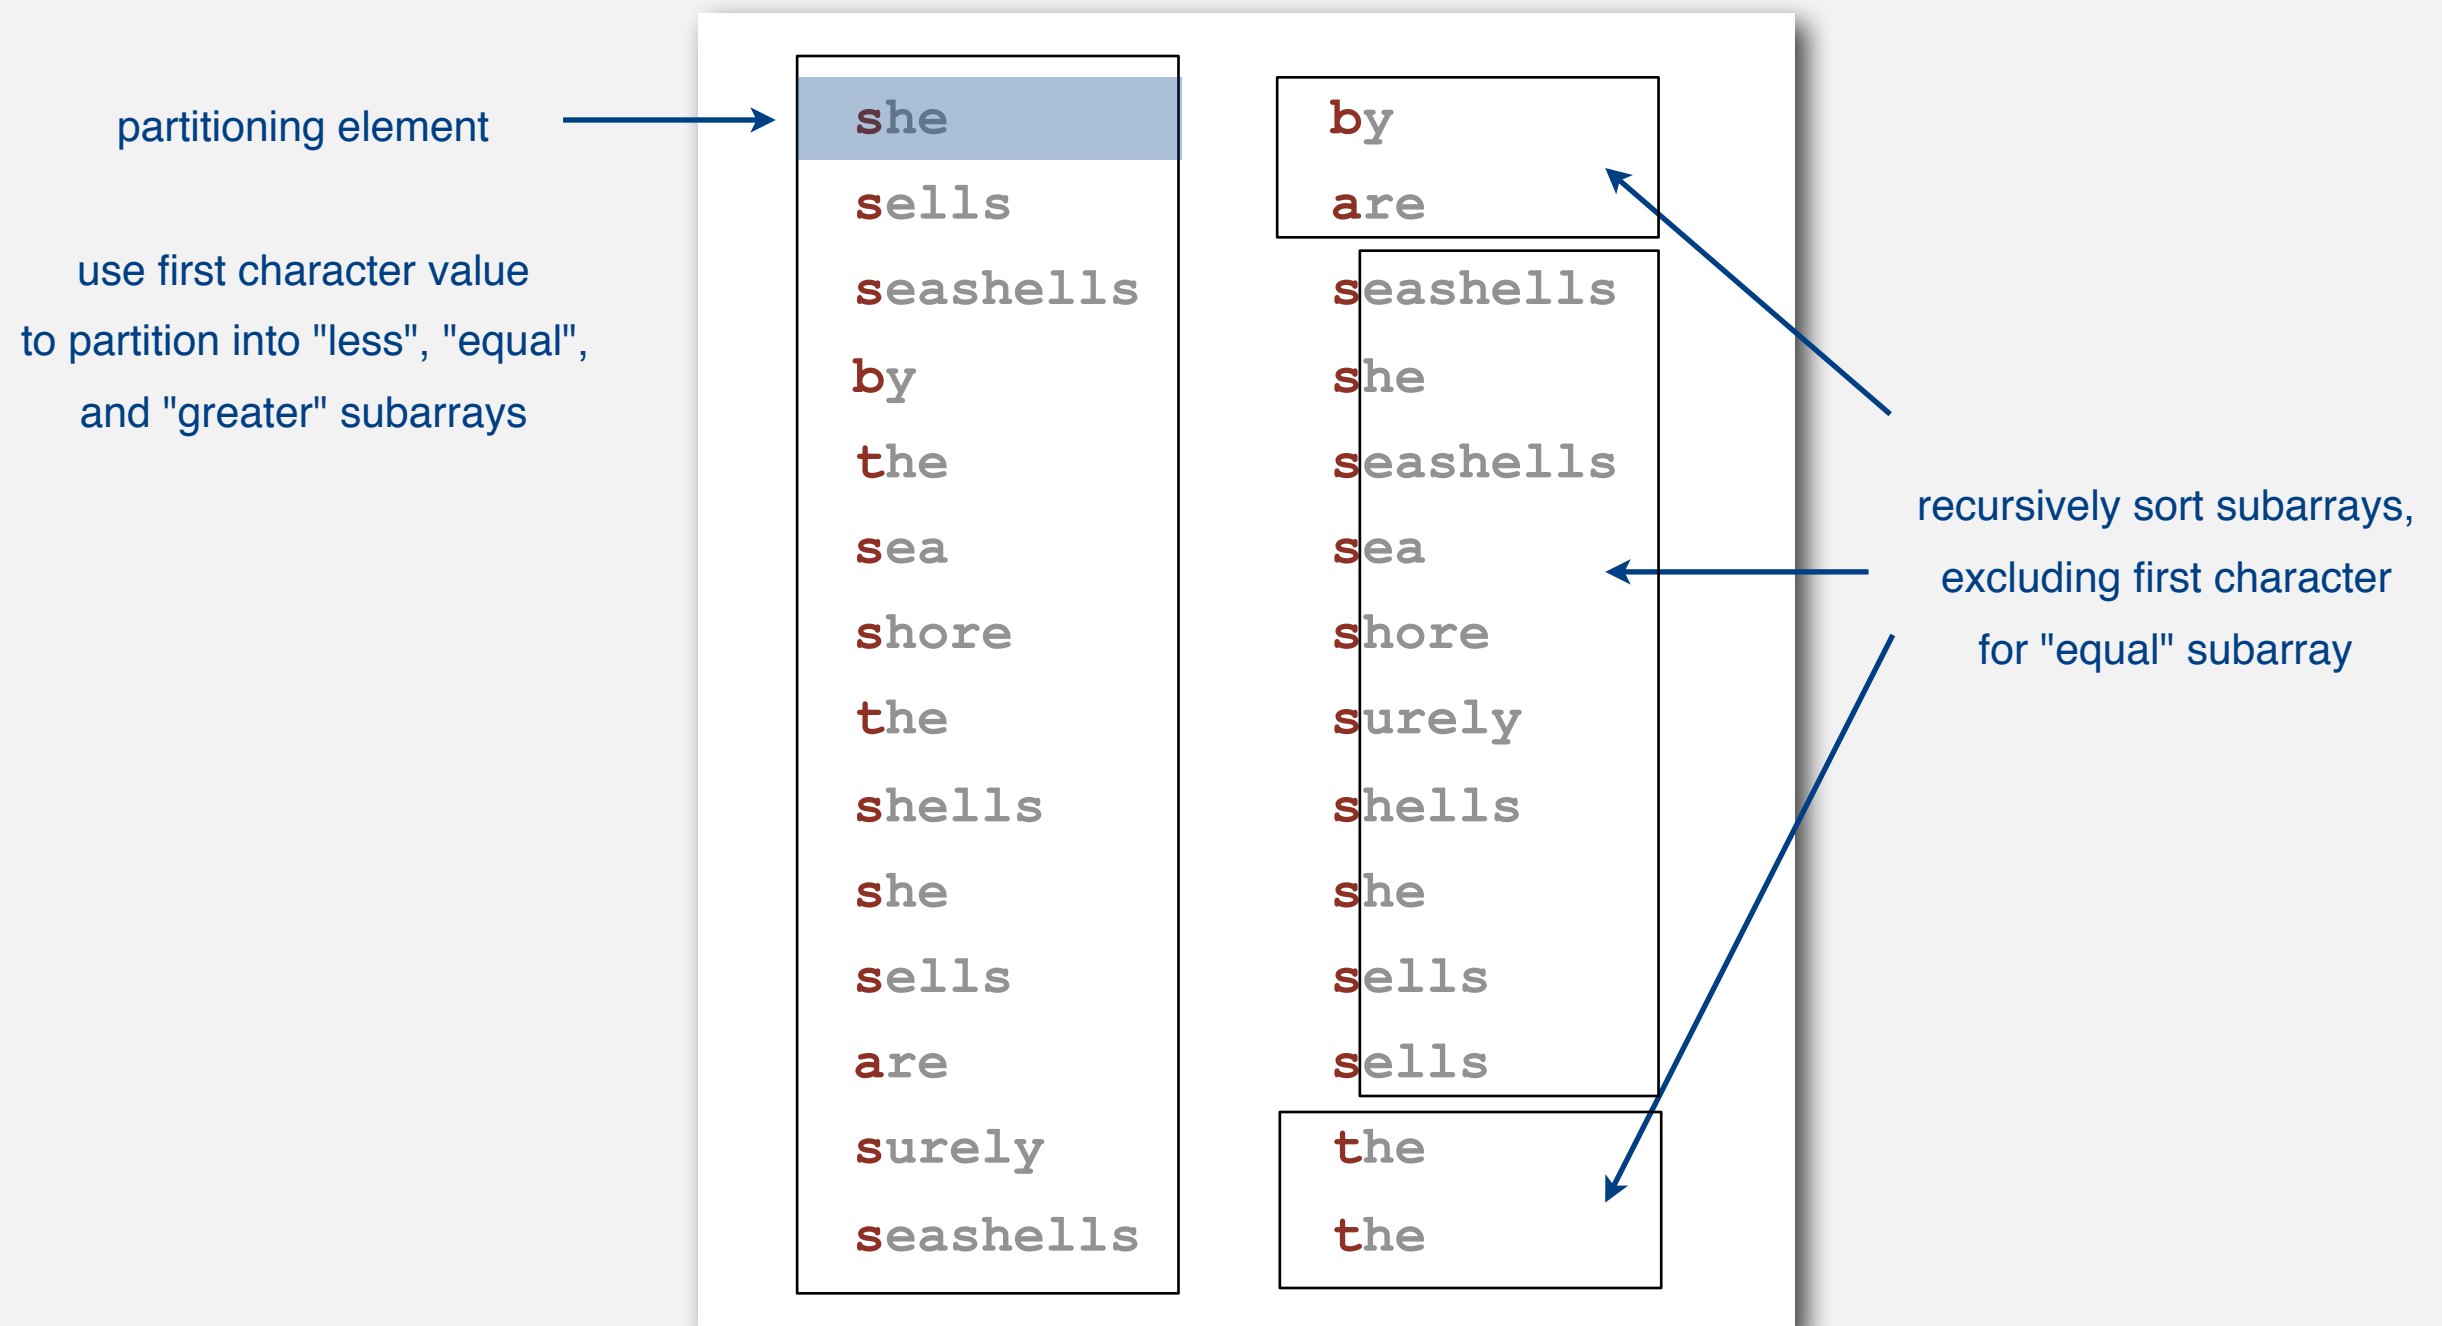 partitioning element
use first character value
to partition into "less", "equal",
and "greater" subarrays
she
sells
seashells
by
the
sea
shore
the
shells
she
sells
are
surely
seashells
by
are
seashells
she
seashells
sea
shore
surely
shells
she
sells
sells
the
the
recursively sort subarrays,
excluding first character
for "equal" subarray